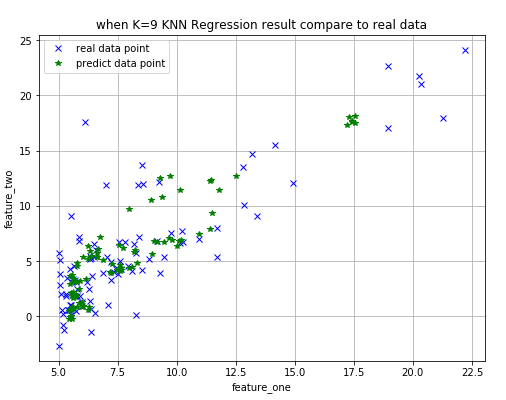 when K=9 KNN Regression result compare to real data
real data point
predict data point
25
20
15
10
5
0
feature_two
5.0 7.5 10.0 12.5 15.0 17.5 20.0 22.5
feature_one